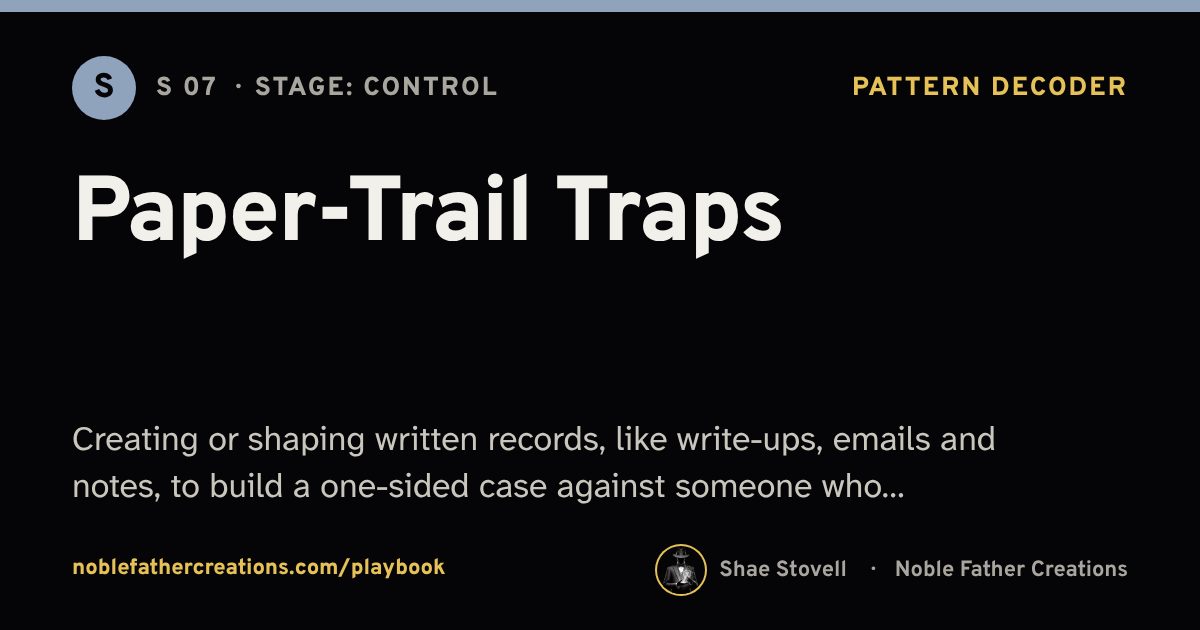 S
S 07 · STAGE: CONTROL
PATTERN DECODER
Paper-Trail Traps
Creating or shaping written records, like write-ups, emails and
notes, to build a one-sided case against someone who...
noblefathercreations.com/playbook
Shae Stovell · Noble Father Creations